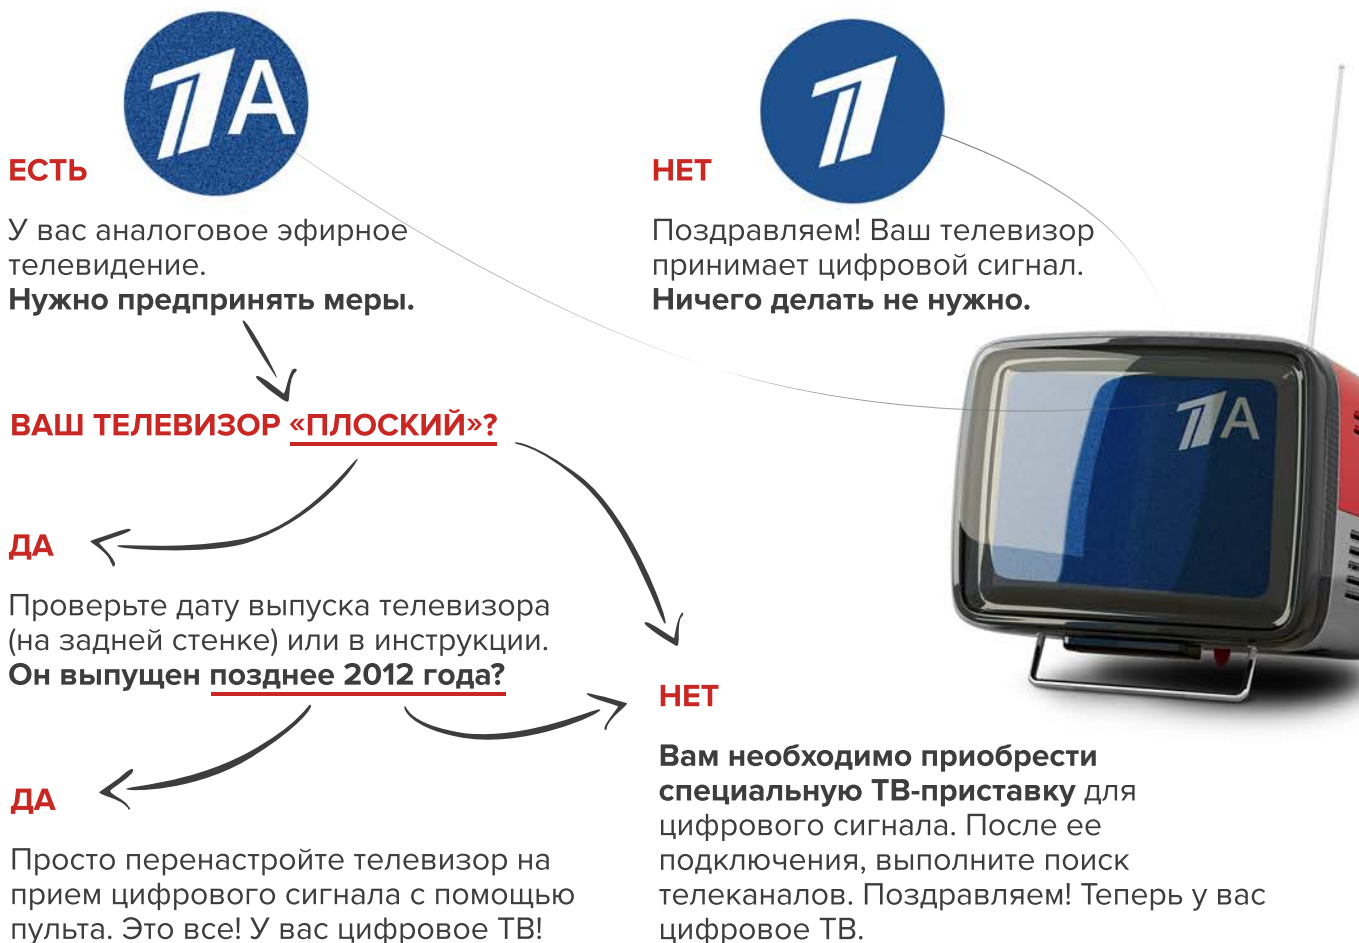 1А
ЕСТЬ
У вас аналоговое эфирное
телевидение.
Нужно предпринять меры.
1
НЕТ
Поздравляем! Ваш телевизор
принимает цифровой сигнал.
Ничего делать не нужно.
1А
ВАШ ТЕЛЕВИЗОР «ПЛОСКИЙ»?
ДА
Проверьте дату выпуска телевизора
(на задней стенке) или в инструкции.
Он выпущен позднее 2012 года?
ДА
Просто перенастройте телевизор на
прием цифрового сигнала с помощью
пульта. Это все! У вас цифровое ТВ!
НЕТ
Вам необходимо приобрести
специальную ТВ-приставку для
цифрового сигнала. После ее
подключения, выполните поиск
телеканалов. Поздравляем! Теперь у вас
цифровое ТВ.